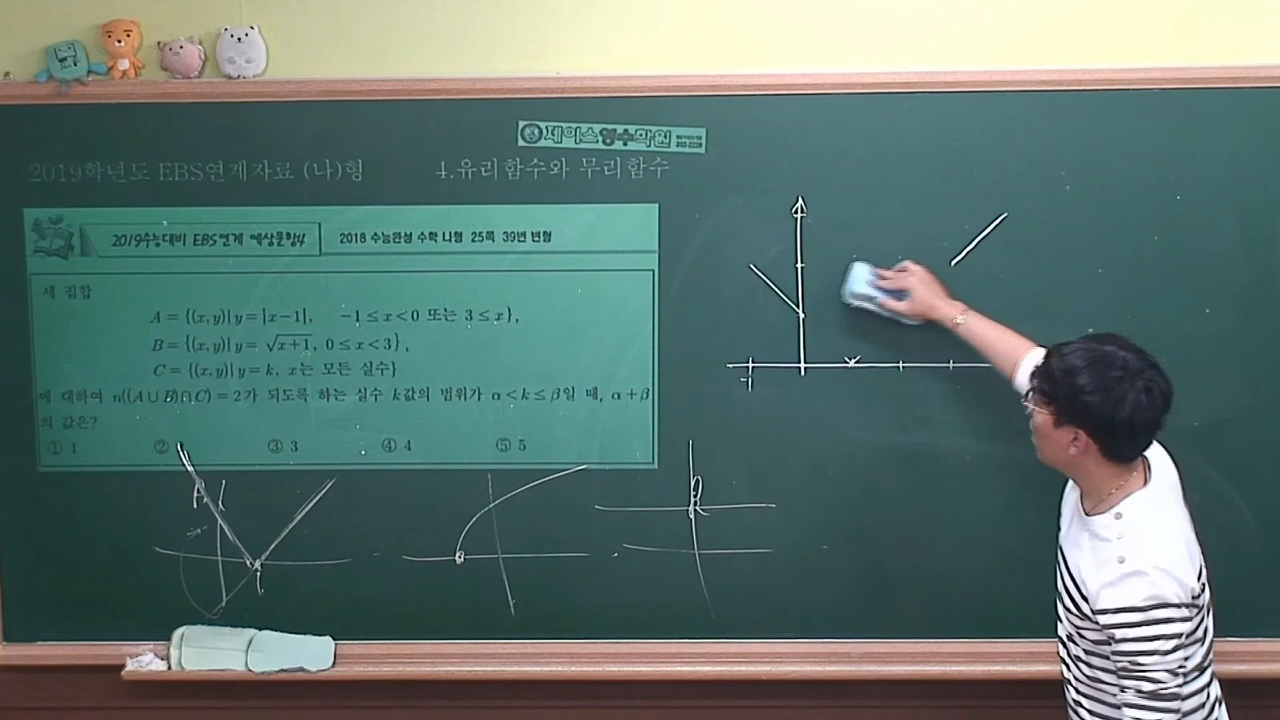 제이스영수학원
2019학년도 EBS연계자료 (나)형 4.유리함수와 무리함수
2019수능대비 EBS연계 예상문항4 2018 수능완성 수학 나형 25쪽 39번 변형
세 집합
A = {(x, y)| y = |x−1|, −1 ≤ x < 0 또는 3 ≤ x},
B = {(x, y)| y = √(x+1), 0 ≤ x < 3},
C = {(x, y)| y = k, x는 모든 실수}
에 대하여 n((A∪B)∩C) = 2가 되도록 하는 실수 k값의 범위가 α < k ≤ β일 때, α+β
의 값은?
① 1 ② ③ 3 ④ 4 ⑤ 5
-1
k
1